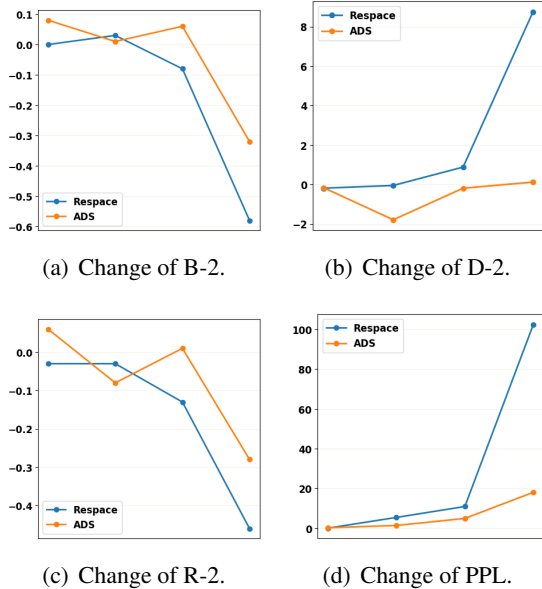 0.1
0.0
−0.1
−0.2
−0.3
−0.4
−0.5
−0.6
Respace
ADS
(a) Change of B-2.
8
6
4
2
0
−2
Respace
ADS
(b) Change of D-2.
0.0
−0.1
−0.2
−0.3
−0.4
Respace
ADS
(c) Change of R-2.
100
80
60
40
20
0
Respace
ADS
(d) Change of PPL.